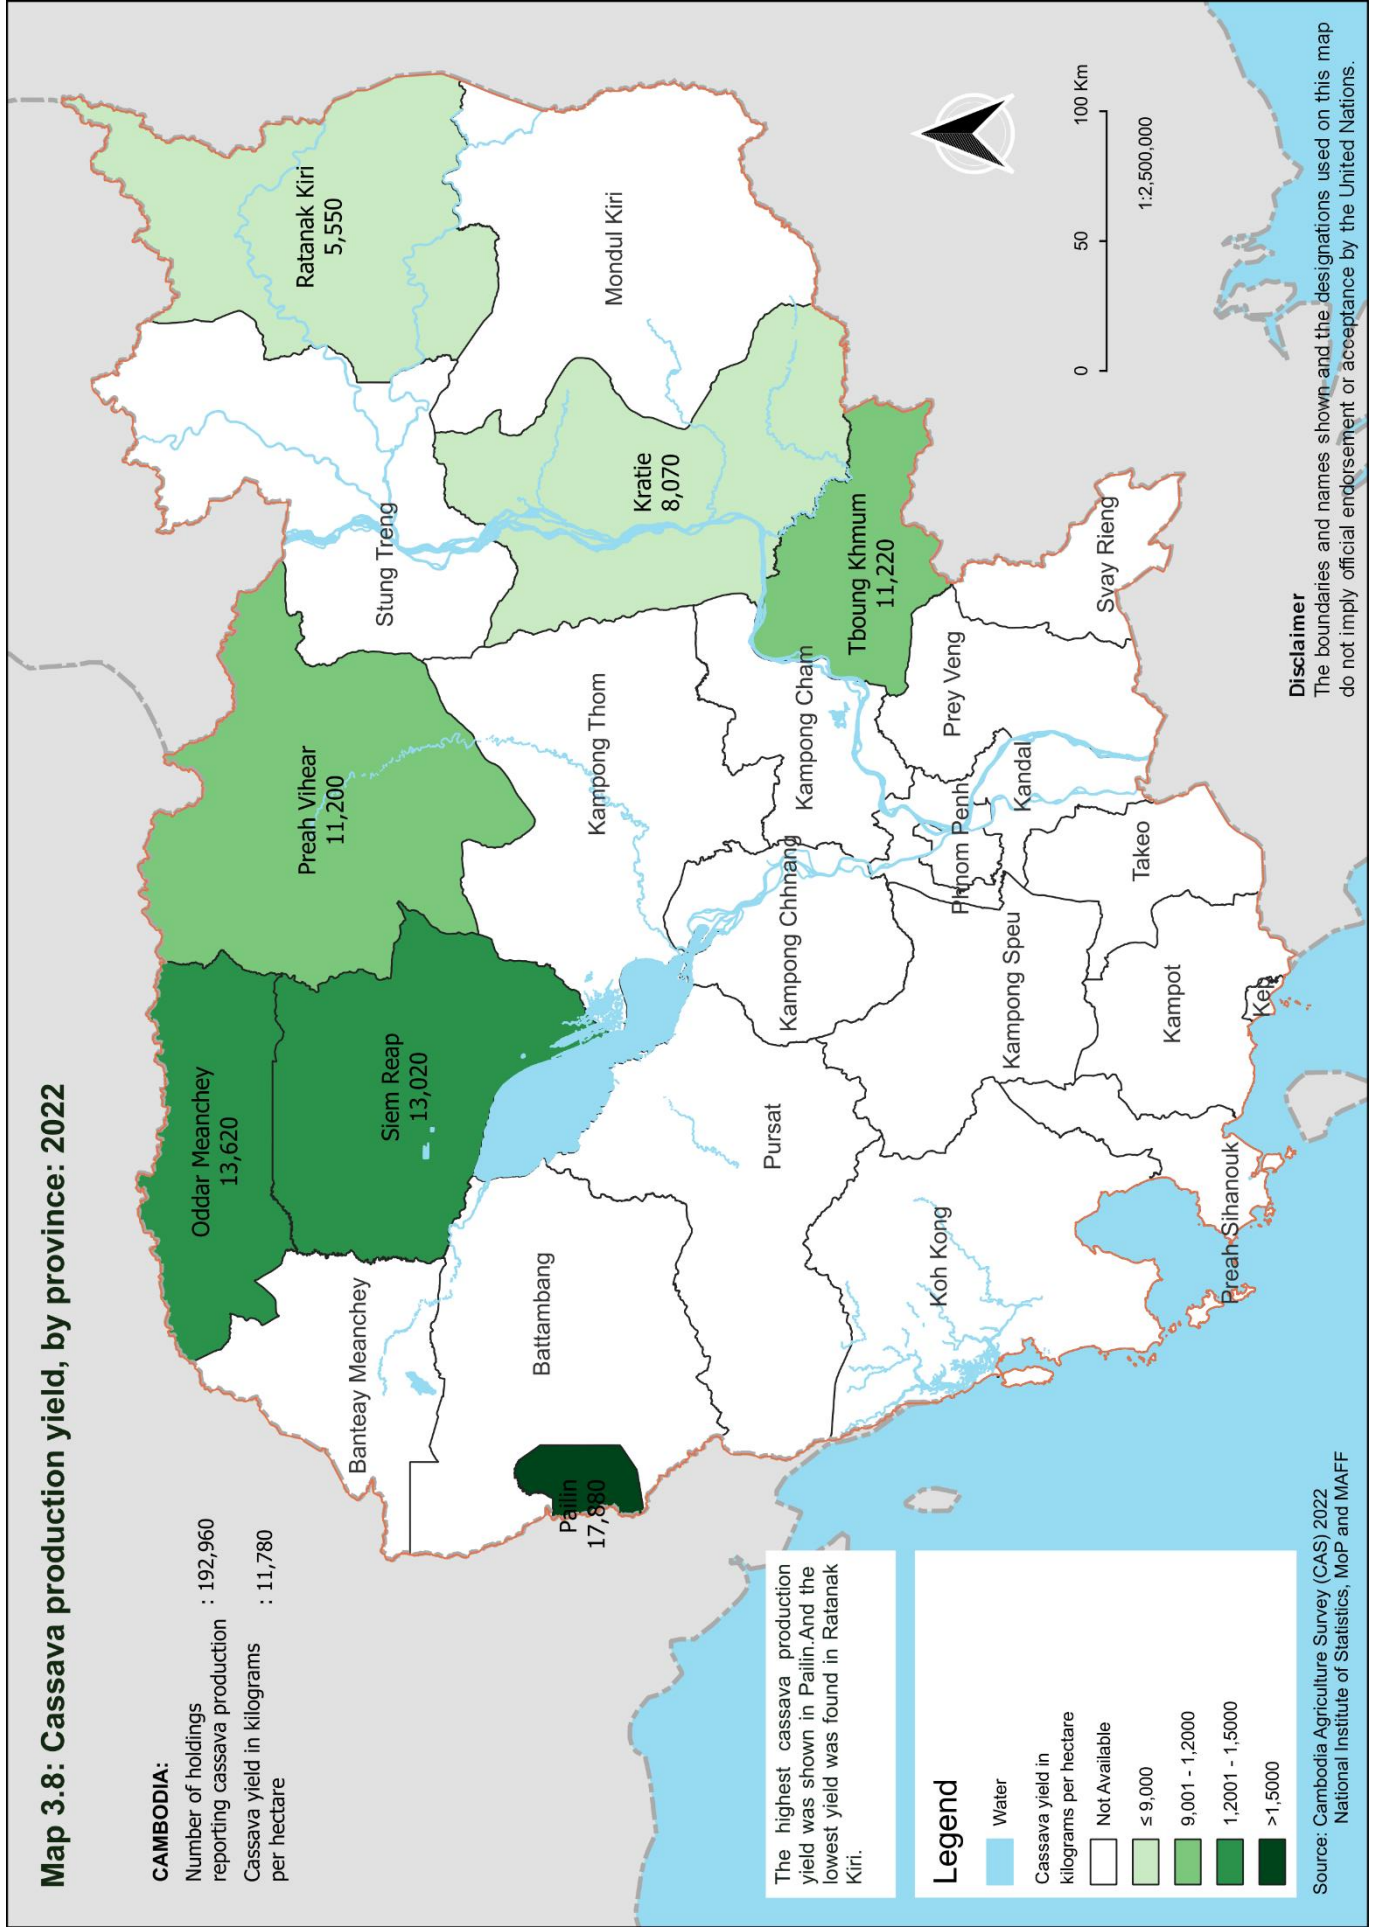 Map 3.8: Cassava production yield, by province: 2022
CAMBODIA:
Number of holdings
reporting cassava production : 192,960
Cassava yield in kilograms : 11,780
per hectare
Oddar Meanchey
13,620
Preah Vihear
11,200
Ratanak Kiri
5,550
Siem Reap
13,020
Stung Treng
Banteay Meanchey
Battambang
Pailin
17,880
Kampong Thom
Kratie
8,070
Mondul Kiri
Pursat
Kampong Chhnang
Kampong Cham
Tboung Khmum
11,220
Koh Kong
Kampong Speu
Phnom Penh
Prey Veng
Kandal
Svay Rieng
Takeo
Kampot
Kep
Preah Sihanouk
0 50 100 Km
1:2,500,000
The highest cassava production
yield was shown in Pailin.And the
lowest yield was found in Ratanak
Kiri.
Legend
Water
Cassava yield in
kilograms per hectare
Not Available
≤ 9,000
9,001 - 1,2000
1,2001 - 1,5000
>1,5000
Source: Cambodia Agriculture Survey (CAS) 2022
National Institute of Statistics, MoP and MAFF
Disclaimer
The boundaries and names shown and the designations used on this map
do not imply official endorsement or acceptance by the United Nations.